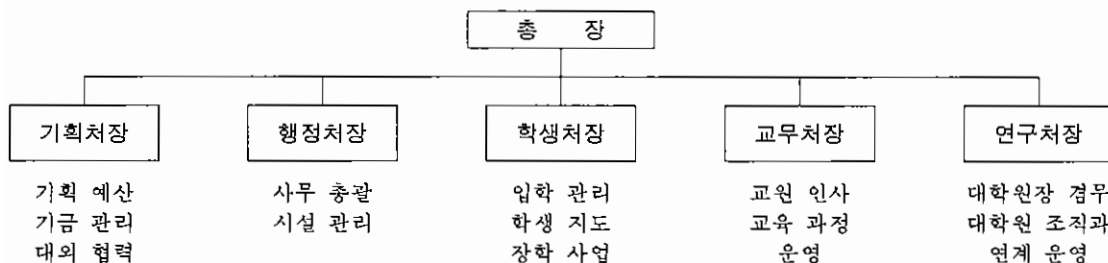 총 장
기획처장
행정처장
학생처장
교무처장
연구처장
기획 예산
기금 관리
대외 협력
사무 총괄
시설 관리
입학 관리
학생 지도
장학 사업
교원 인사
교육 과정
운영
대학원장 겸무
대학원 조직과
연계 운영